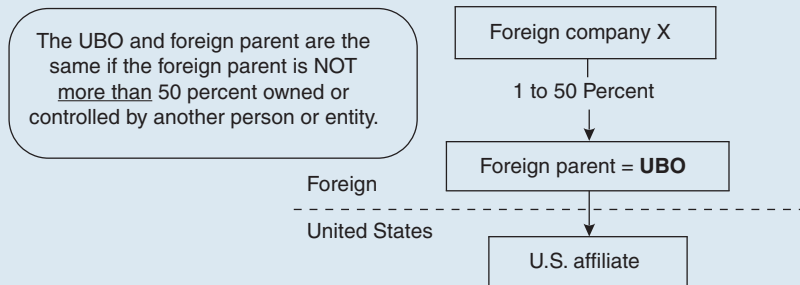 The UBO and foreign parent are the
same if the foreign parent is NOT
more than 50 percent owned or
controlled by another person or entity.
Foreign company X
1 to 50 Percent
Foreign parent = UBO
Foreign
United States
U.S. affiliate